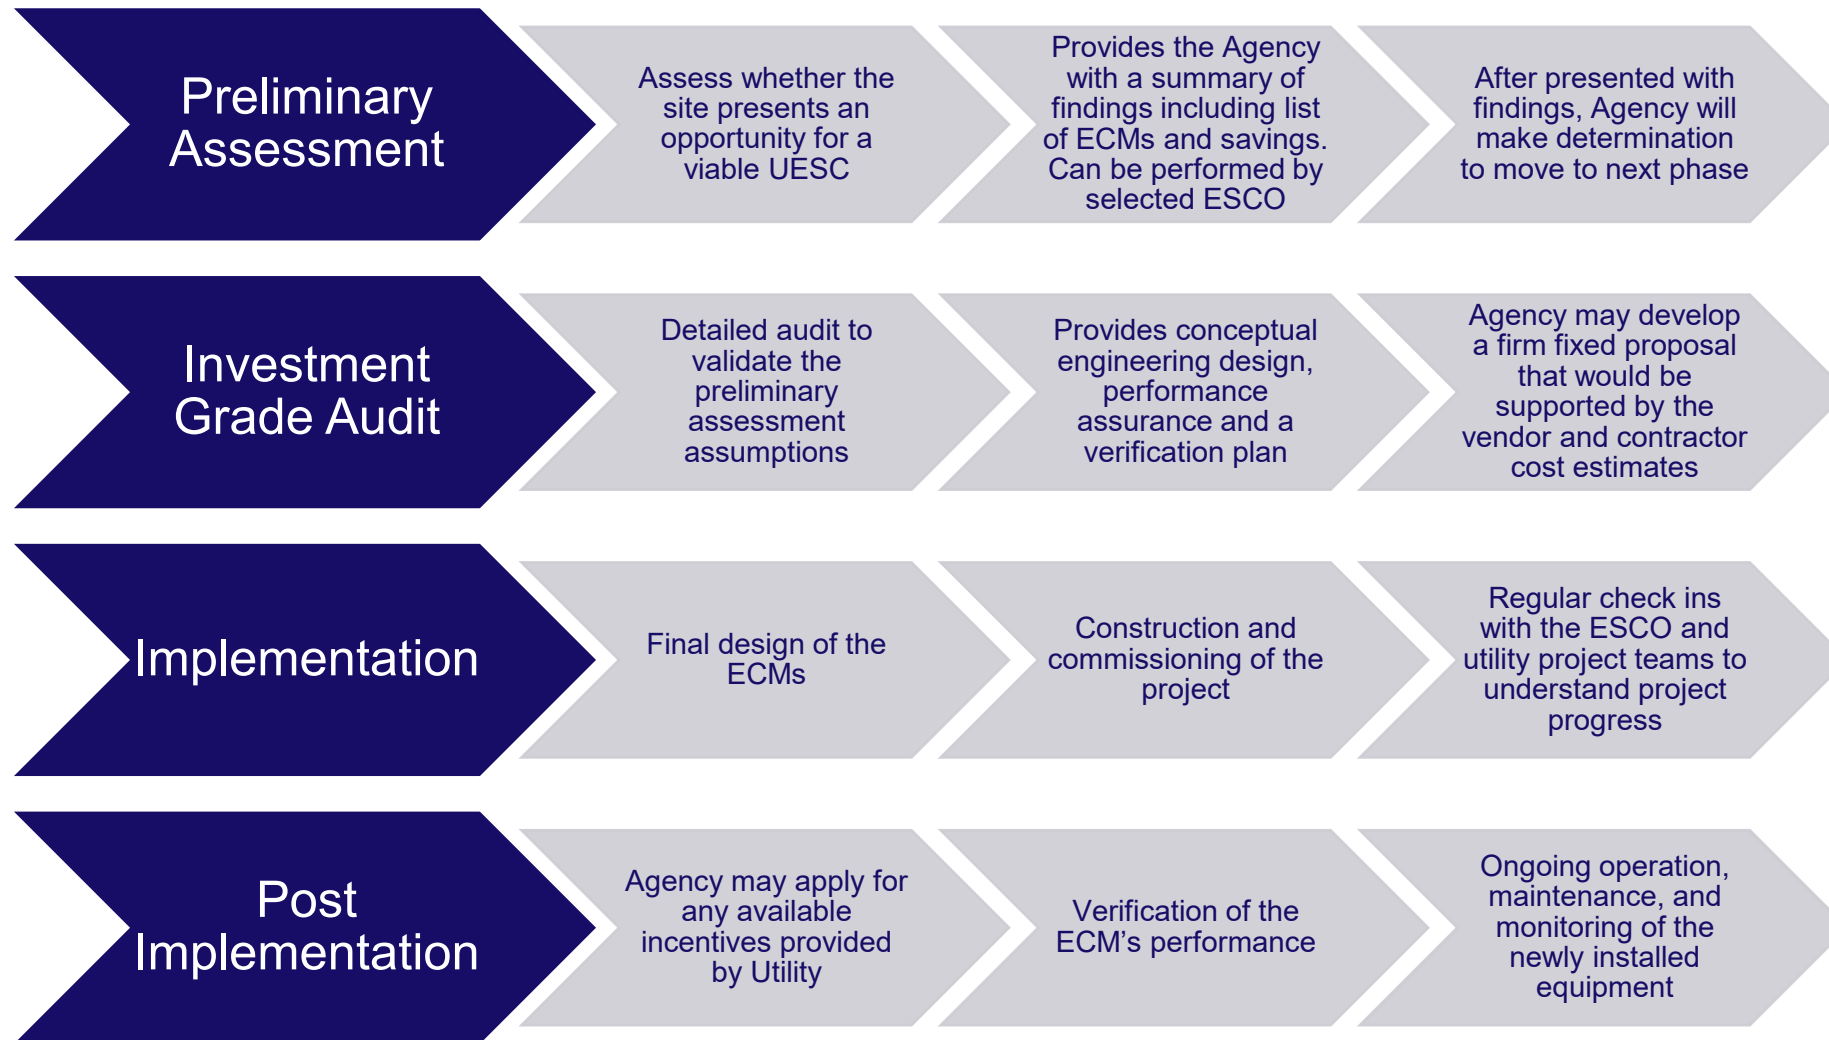 Preliminary
Assessment
Assess whether the
site presents an
opportunity for a
viable UESC
Provides the Agency
with a summary of
findings including list
of ECMs and savings.
Can be performed by
selected ESCO
After presented with
findings, Agency will
make determination
to move to next phase
Investment
Grade Audit
Detailed audit to
validate the
preliminary
assessment
assumptions
Provides conceptual
engineering design,
performance
assurance and a
verification plan
Agency may develop
a firm fixed proposal
that would be
supported by the
vendor and contractor
cost estimates
Implementation
Final design of the
ECMs
Construction and
commissioning of the
project
Regular check ins
with the ESCO and
utility project teams to
understand project
progress
Post
Implementation
Agency may apply for
any available
incentives provided
by Utility
Verification of the
ECM’s performance
Ongoing operation,
maintenance, and
monitoring of the
newly installed
equipment